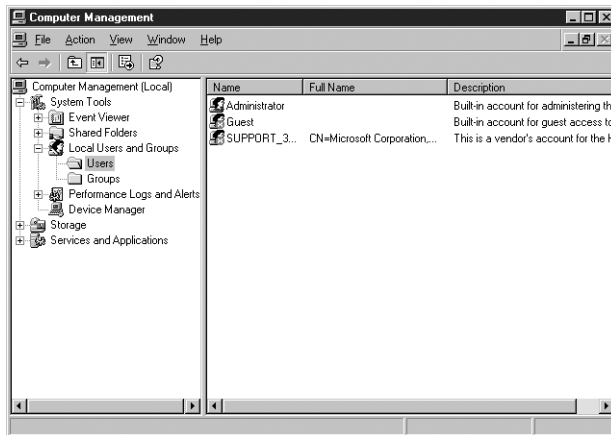 Computer Management
File Action View Window Help
Computer Management (Local)
System Tools
Event Viewer
Shared Folders
Local Users and Groups
Users
Groups
Performance Logs and Alerts
Device Manager
Storage
Services and Applications
Name Full Name Description
Administrator Built-in account for administering th
Guest Built-in account for guest access to
SUPPORT_3... CN=Microsoft Corporation,... This is a vendor's account for the H